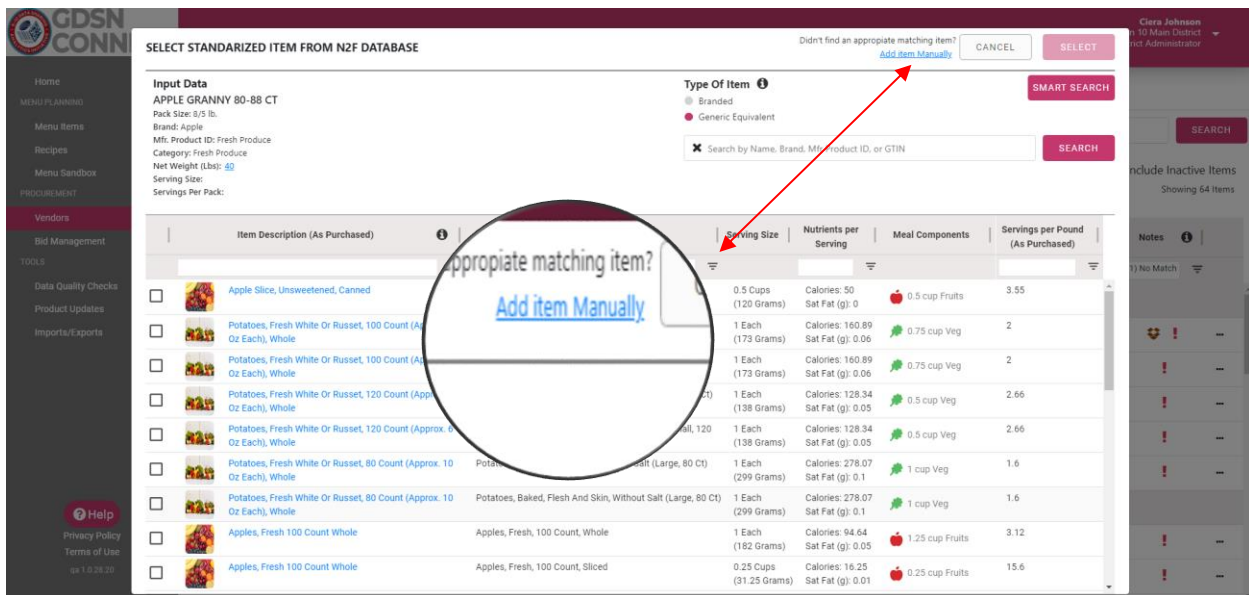 GDSN
CONN
Ciera Johnson
n 10 Main District
rict Administrator
SELECT STANDARIZED ITEM FROM N2F DATABASE
Didn't find an appropiate matching item?
Add item Manually
CANCEL
SELECT
Home
MENU PLANNING
Menu Items
Recipes
Menu Sandbox
PROCUREMENT
Vendors
Bid Management
TOOLS
Data Quality Checks
Product Updates
Imports/Exports
Help
Privacy Policy
Terms of Use
qa 1.0.28.20
Input Data
APPLE GRANNY 80-88 CT
Pack Size: 8/5 lb.
Brand: Apple
Mfr. Product ID: Fresh Produce
Category: Fresh Produce
Net Weight (Lbs): 40
Serving Size:
Servings Per Pack:
Type Of Item
Branded
Generic Equivalent
SMART SEARCH
Search by Name, Brand, Mfr Product ID, or GTIN
SEARCH
SEARCH
nclude Inactive Items
Showing 64 Items
Notes
1) No Match
Item Description (As Purchased)
Serving Size
Nutrients per
Serving
Meal Components
Servings per Pound
(As Purchased)
appropiate matching item?
Add item Manually
Apple Slice, Unsweetened, Canned
0.5 Cups
(120 Grams)
Calories: 50
Sat Fat (g): 0
0.5 cup Fruits
3.55
Potatoes, Fresh White Or Russet, 100 Count (Ap
Oz Each), Whole
1 Each
(173 Grams)
Calories: 160.89
Sat Fat (g): 0.06
0.75 cup Veg
2
Potatoes, Fresh White Or Russet, 100 Count (Ap
Oz Each), Whole
1 Each
(173 Grams)
Calories: 160.89
Sat Fat (g): 0.06
0.75 cup Veg
2
Potatoes, Fresh White Or Russet, 120 Count (Appr
Oz Each), Whole
Ct)
1 Each
(138 Grams)
Calories: 128.34
Sat Fat (g): 0.05
0.5 cup Veg
2.66
Potatoes, Fresh White Or Russet, 120 Count (Approx. 6
Oz Each), Whole
all, 120
1 Each
(138 Grams)
Calories: 128.34
Sat Fat (g): 0.05
0.5 cup Veg
2.66
Potatoes, Fresh White Or Russet, 80 Count (Approx. 10
Oz Each), Whole
Potato
Salt (Large, 80 Ct)
1 Each
(299 Grams)
Calories: 278.07
Sat Fat (g): 0.1
1 cup Veg
1.6
Potatoes, Fresh White Or Russet, 80 Count (Approx. 10
Oz Each), Whole
Potatoes, Baked, Flesh And Skin, Without Salt (Large, 80 Ct)
1 Each
(299 Grams)
Calories: 278.07
Sat Fat (g): 0.1
1 cup Veg
1.6
Apples, Fresh 100 Count Whole
Apples, Fresh, 100 Count, Whole
1 Each
(182 Grams)
Calories: 94.64
Sat Fat (g): 0.05
1.25 cup Fruits
3.12
Apples, Fresh 100 Count Whole
Apples, Fresh, 100 Count, Sliced
0.25 Cups
(31.25 Grams)
Calories: 16.25
Sat Fat (g): 0.01
0.25 cup Fruits
15.6